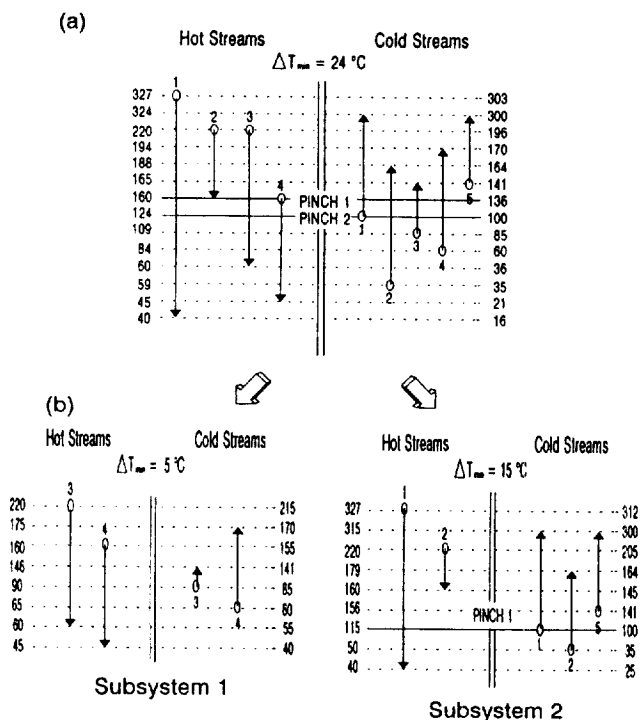 (a)
Hot Streams Cold Streams
ΔTmin = 24 °C
327 1 303
324 300
220 2 3 196
194 170
188 164
165 141
160 4 PINCH 1 5 136
124 PINCH 2 1 100
109 3 85
84 4 60
60 36
59 2 35
45 21
40 16
(b)
Hot Streams Cold Streams
ΔTmin = 5 °C
220 3 215
175 170
160 4 155
146 141
90 3 85
65 4 60
60 55
45 40
Subsystem 1
Hot Streams Cold Streams
ΔTmin = 15 °C
327 1 312
315 300
220 2 205
179 164
160 145
156 141
PINCH 1 5
115 1 100
50 2 35
40 25
Subsystem 2